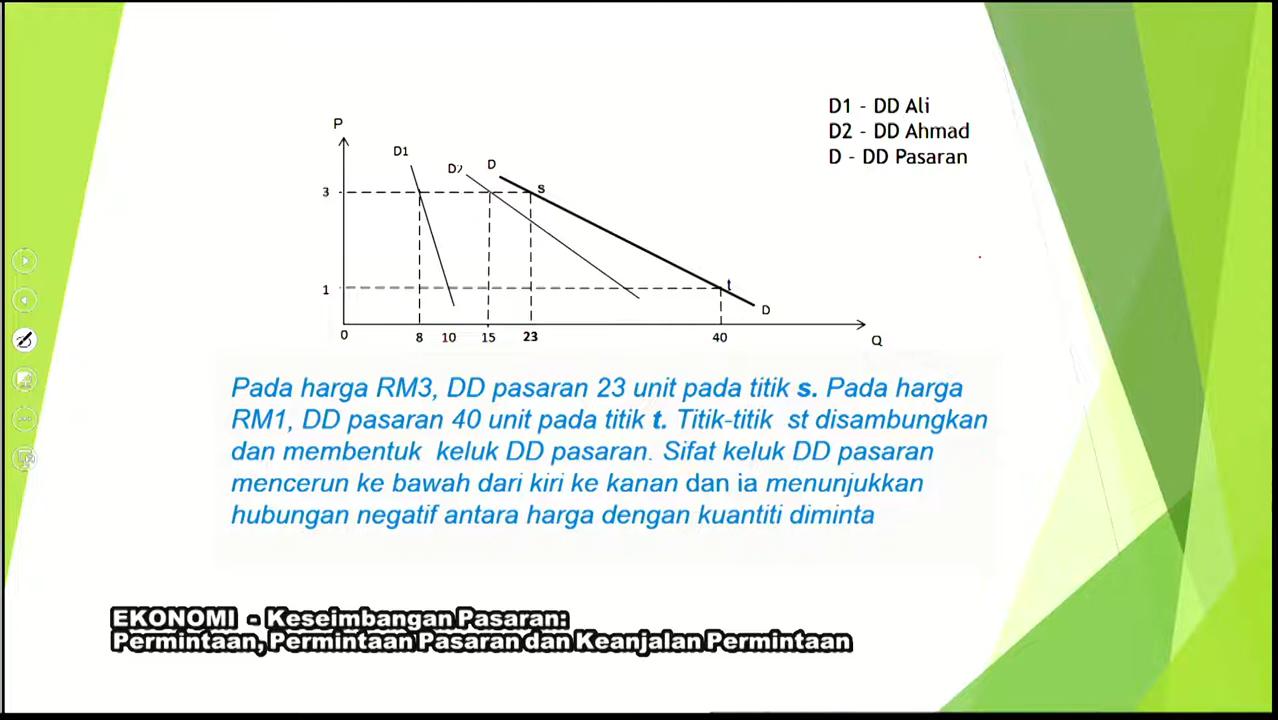 D1 - DD Ali
D2 - DD Ahmad
D - DD Pasaran
P
D1
D2
D
3
s
1
t
D
0
8
10
15
23
40
Q
Pada harga RM3, DD pasaran 23 unit pada titik s. Pada harga
RM1, DD pasaran 40 unit pada titik t. Titik-titik st disambungkan
dan membentuk keluk DD pasaran. Sifat keluk DD pasaran
mencerun ke bawah dari kiri ke kanan dan ia menunjukkan
hubungan negatif antara harga dengan kuantiti diminta
EKONOMI - Keseimbangan Pasaran:
Permintaan, Permintaan Pasaran dan Keanjalan Permintaan